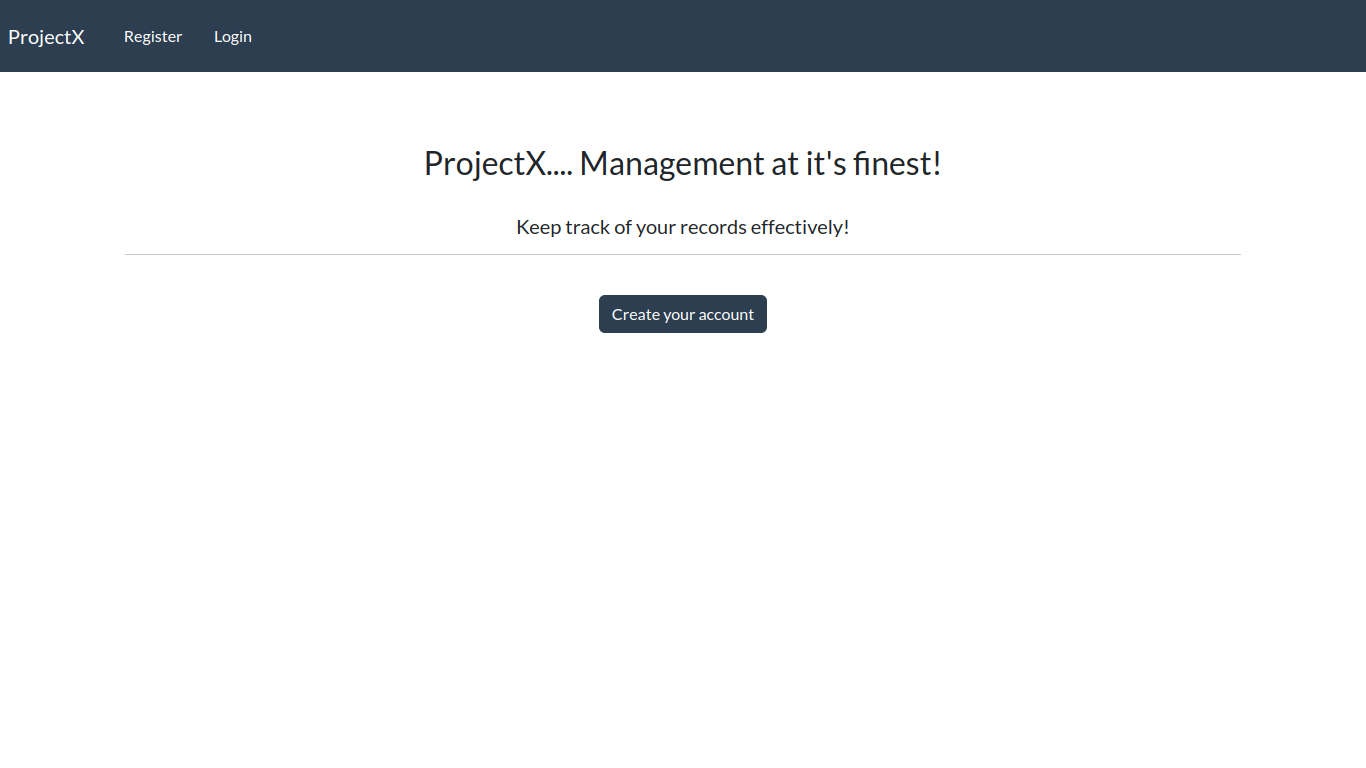 ProjectX Register Login
ProjectX.... Management at it's finest!
Keep track of your records effectively!
Create your account